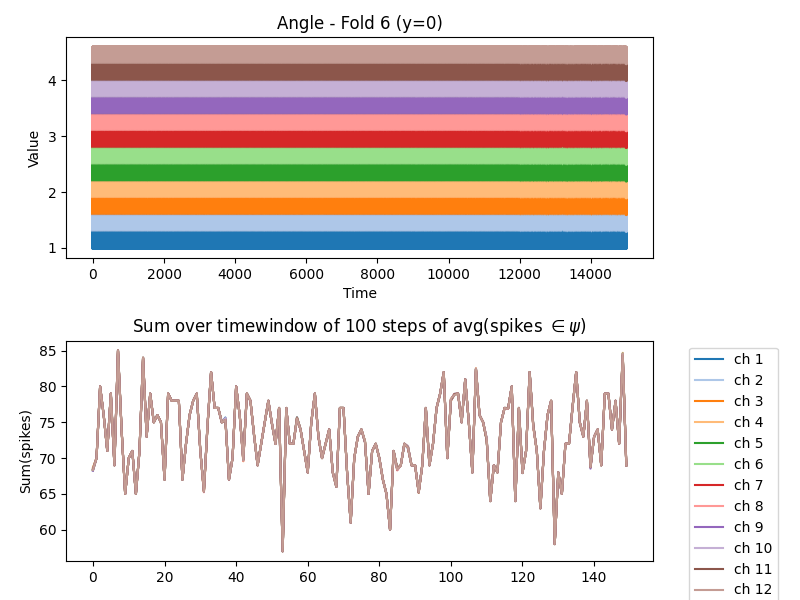 Angle - Fold 6 (y=0)
Value
4
3
2
1
0 2000 4000 6000 8000 10000 12000 14000
Time
Sum over timewindow of 100 steps of avg(spikes ∈ ψ)
Sum(spikes)
85
80
75
70
65
60
0 20 40 60 80 100 120 140
ch 1
ch 2
ch 3
ch 4
ch 5
ch 6
ch 7
ch 8
ch 9
ch 10
ch 11
ch 12